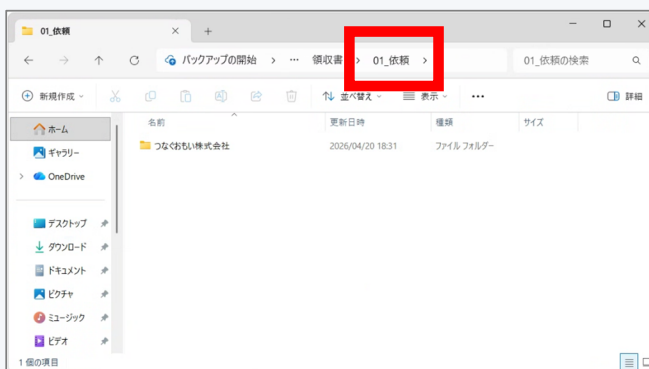 01_依頼
バックアップの開始 > … 領収書 > 01_依頼 >
01_依頼の検索
新規作成
並べ替え
表示
…
詳細
ホーム
ギャラリー
OneDrive
デスクトップ
ダウンロード
ドキュメント
ピクチャ
ミュージック
ビデオ
名前 更新日時 種類 サイズ
つなぐおもい株式会社 2026/04/20 18:31 ファイル フォルダー
1 個の項目